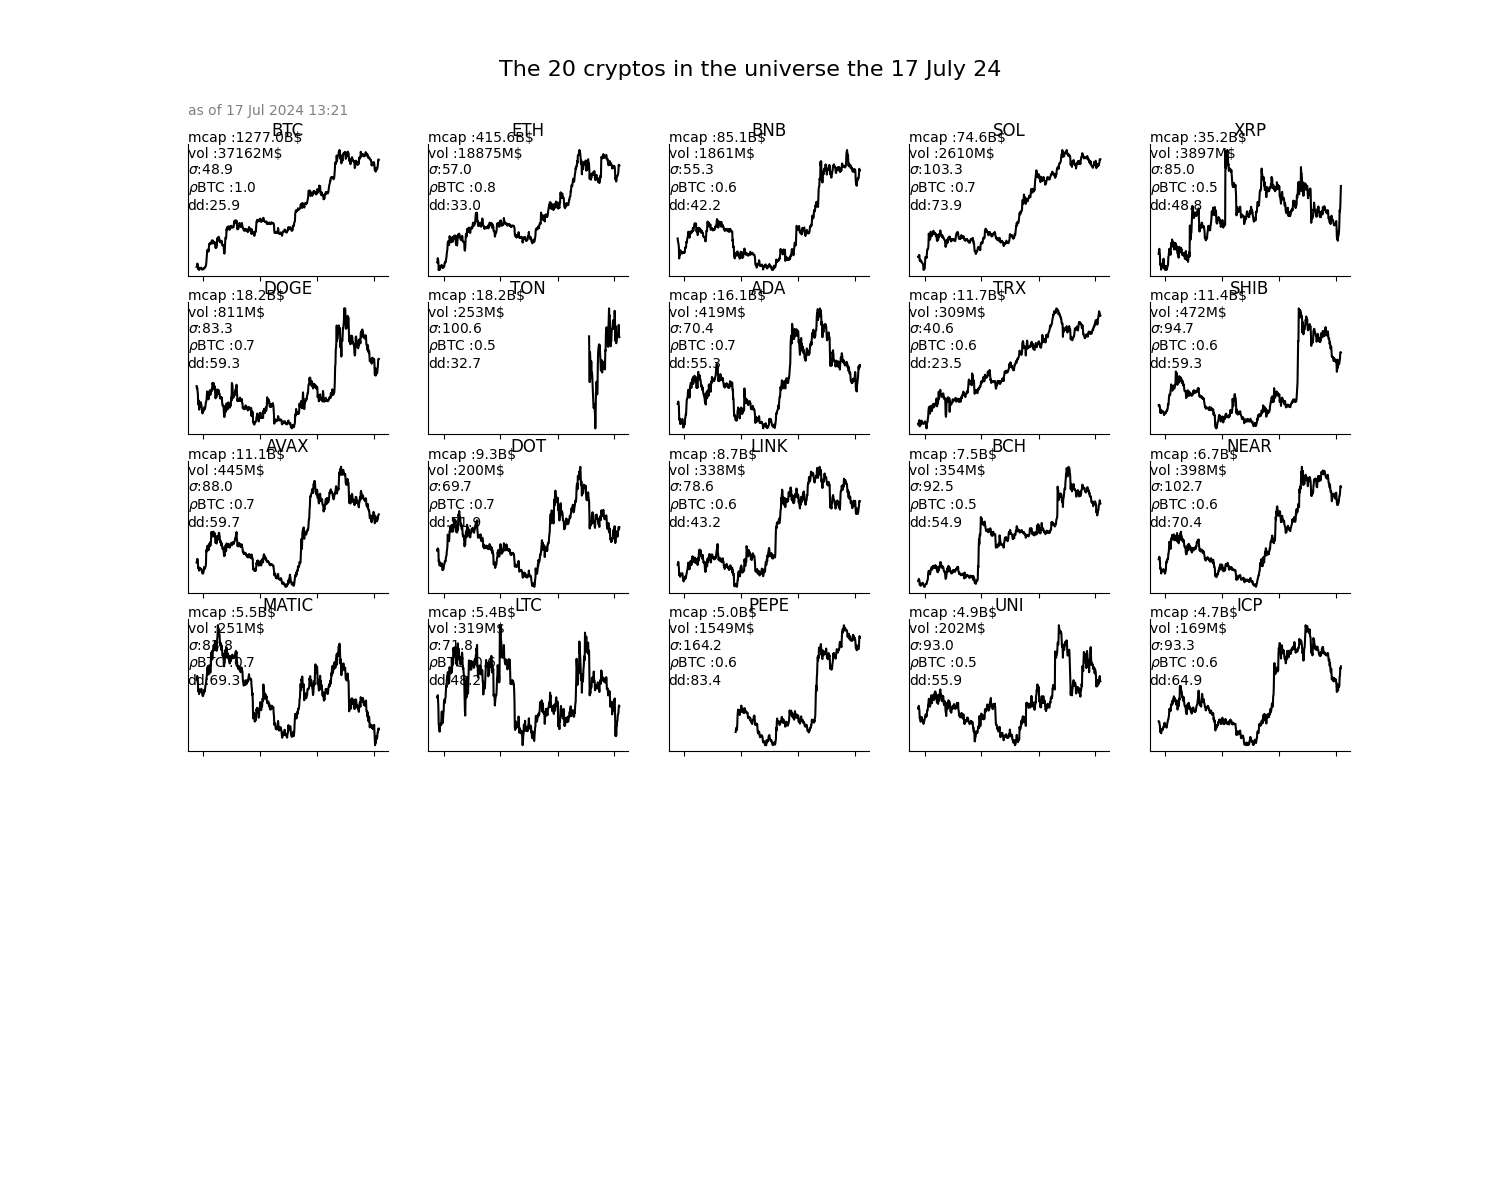 The 20 cryptos in the universe the 17 July 24
as of 17 Jul 2024 13:21
BTC
mcap :1277.0B$
vol :37162M$
σ:48.9
ρBTC :1.0
dd:25.9
ETH
mcap :415.6B$
vol :18875M$
σ:57.0
ρBTC :0.8
dd:33.0
BNB
mcap :85.1B$
vol :1861M$
σ:55.3
ρBTC :0.6
dd:42.2
SOL
mcap :74.6B$
vol :2610M$
σ:103.3
ρBTC :0.7
dd:73.9
XRP
mcap :35.2B$
vol :3897M$
σ:85.0
ρBTC :0.5
dd:48.8
DOGE
mcap :18.2B$
vol :811M$
σ:83.3
ρBTC :0.7
dd:59.3
TON
mcap :18.2B$
vol :253M$
σ:100.6
ρBTC :0.5
dd:32.7
ADA
mcap :16.1B$
vol :419M$
σ:70.4
ρBTC :0.7
dd:55.3
TRX
mcap :11.7B$
vol :309M$
σ:40.6
ρBTC :0.6
dd:23.5
SHIB
mcap :11.4B$
vol :472M$
σ:94.7
ρBTC :0.6
dd:59.3
AVAX
mcap :11.1B$
vol :445M$
σ:88.0
ρBTC :0.7
dd:59.7
DOT
mcap :9.3B$
vol :200M$
σ:69.7
ρBTC :0.7
LINK
mcap :8.7B$
vol :338M$
σ:78.6
ρBTC :0.6
dd:43.2
BCH
mcap :7.5B$
vol :354M$
σ:92.5
ρBTC :0.5
dd:54.9
NEAR
mcap :6.7B$
vol :398M$
σ:102.7
ρBTC :0.6
dd:70.4
MATIC
mcap :5.5B$
vol :251M$
ρBTC :0.7
dd:69.3
LTC
mcap :5.4B$
vol :319M$
σ:71.8
ρBTC
dd:48.2
PEPE
mcap :5.0B$
vol :1549M$
σ:164.2
ρBTC :0.6
dd:83.4
UNI
mcap :4.9B$
vol :202M$
σ:93.0
ρBTC :0.5
dd:55.9
ICP
mcap :4.7B$
vol :169M$
σ:93.3
ρBTC :0.6
dd:64.9